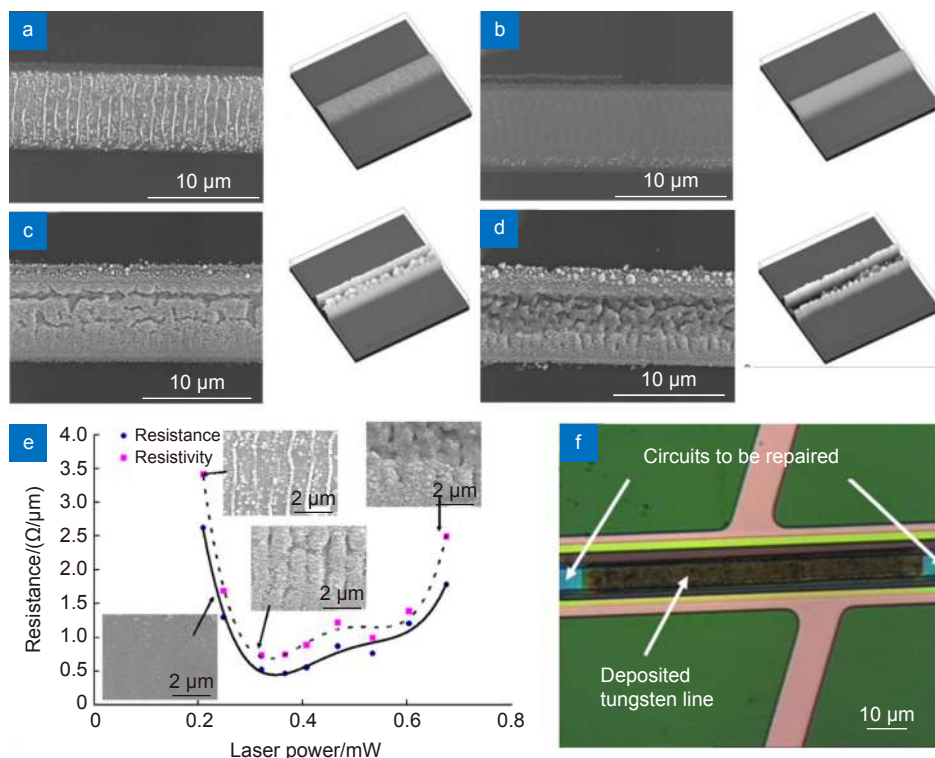 a
10 μm
b
10 μm
c
10 μm
d
10 μm
e
4.0
3.5
3.0
2.5
2.0
1.5
1.0
0.5
0
Resistance/(Ω/μm)
Resistance
Resistivity
2 μm
2 μm
2 μm
2 μm
0
0.2
0.4
0.6
0.8
Laser power/mW
f
Circuits to be repaired
Deposited
tungsten line
10 μm